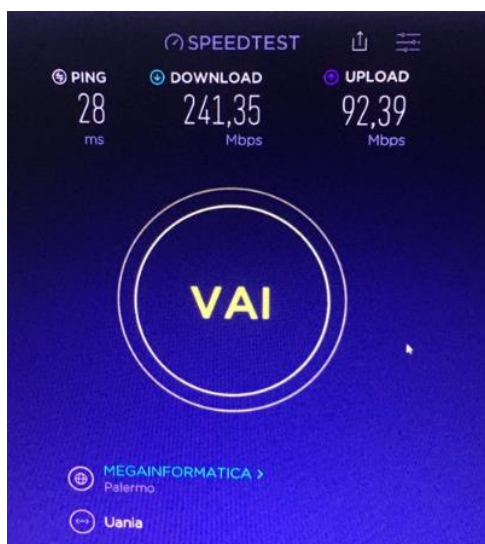 SPEEDTEST
PING
28
ms
DOWNLOAD
241,35
Mbps
UPLOAD
92,39
Mbps
VAI
MEGAINFORMATICA >
Palermo
Uania